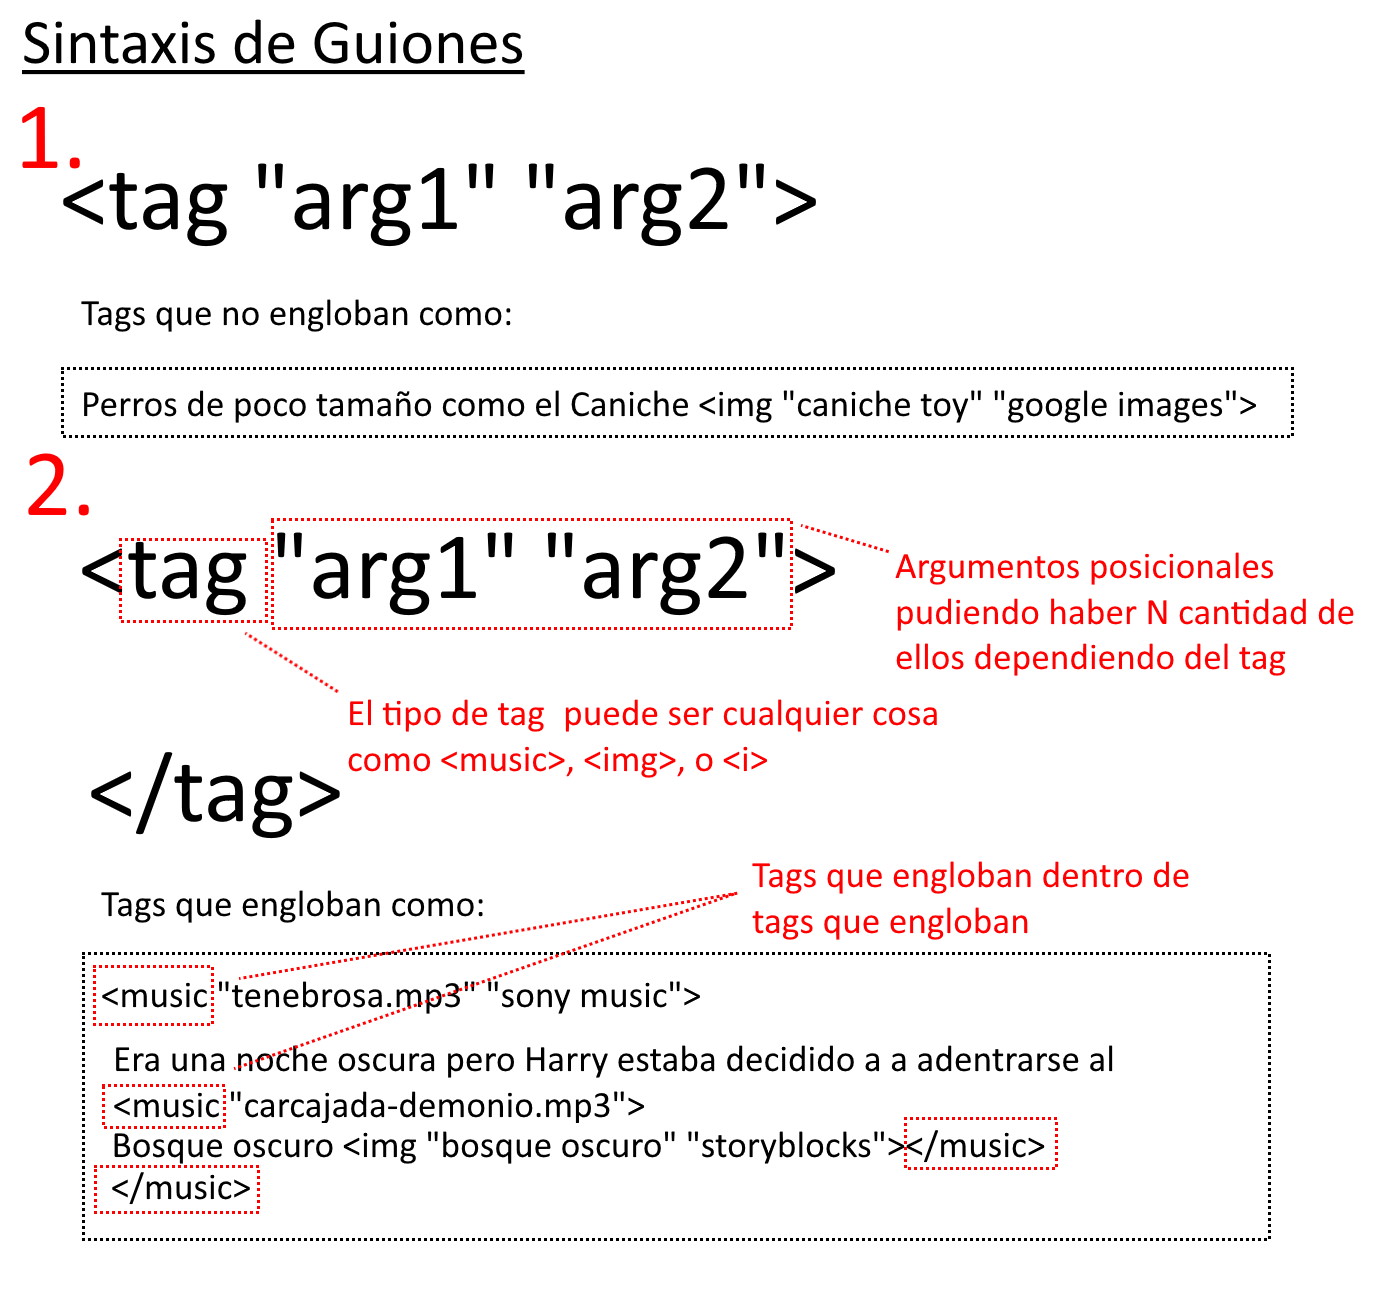 Sintaxis de Guiones
1.
<tag "arg1" "arg2">
Tags que no engloban como:
Perros de poco tamaño como el Caniche <img "caniche toy" "google images">
2.
<tag "arg1" "arg2">
Argumentos posicionales
pudiendo haber N cantidad de
ellos dependiendo del tag
El tipo de tag  puede ser cualquier cosa
como <music>, <img>, o <i>
</tag>
Tags que engloban como:
Tags que engloban dentro de
tags que engloban
<music "tenebrosa.mp3" "sony music">
Era una noche oscura pero Harry estaba decidido a a adentrarse al
<music "carcajada-demonio.mp3">
Bosque oscuro <img "bosque oscuro" "storyblocks"></music>
</music>